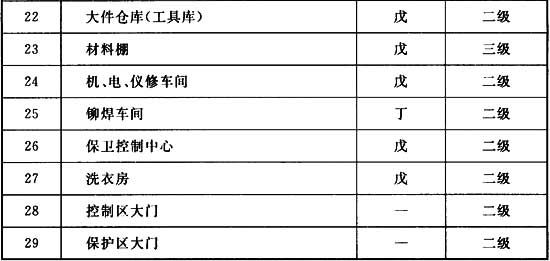 22 大件仓库(工具库) 戊 二级
23 材料棚 戊 三级
24 机、电、仪修车间 戊 二级
25 铆焊车间 丁 二级
26 保卫控制中心 戊 二级
27 洗衣房 戊 二级
28 控制区大门 — 二级
29 保护区大门 — 二级